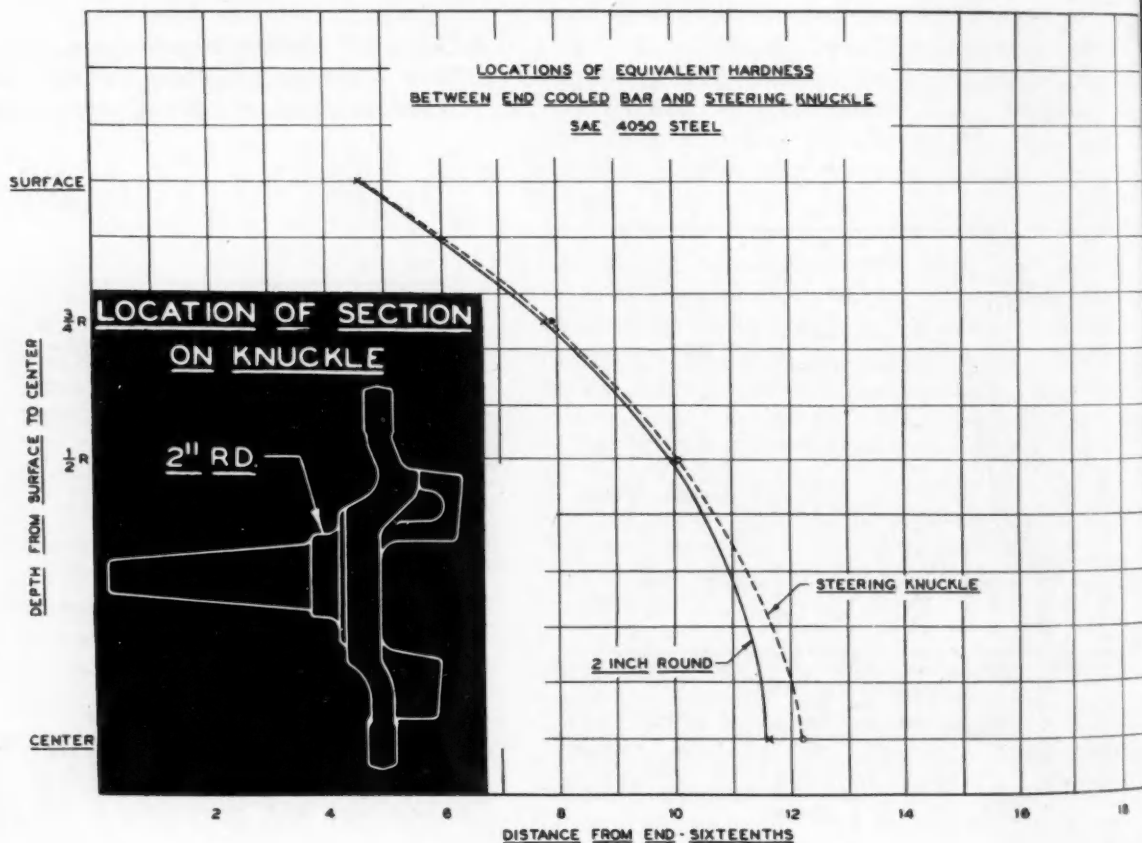 LOCATIONS OF EQUIVALENT HARDNESS
BETWEEN END COOLED BAR AND STEERING KNUCKLE
SAE 4050 STEEL
SURFACE
3/4 R
1/2 R
CENTER
DEPTH FROM SURFACE TO CENTER
LOCATION OF SECTION
ON KNUCKLE
2" RD.
STEERING KNUCKLE
2 INCH ROUND
2 4 6 8 10 12 14 16 18
DISTANCE FROM END - SIXTEENTHS